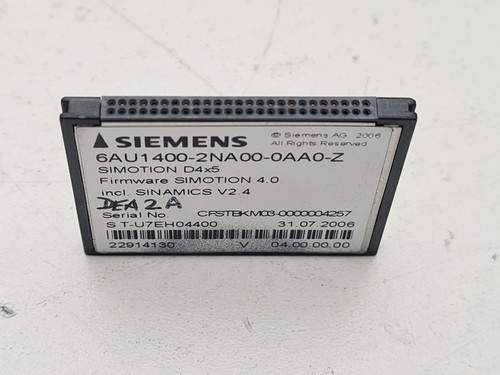 SIEMENS
© Siemens AG 2006
All Rights Reserved
6AU1400-2NA00-0AA0-Z
SIMOTION D4x5
Firmware SIMOTION 4.0
incl. SINAMICS V2.4
DEA2A
Serial No. CFSTBKM03-0000004257
S T-U7EH04400 31.07.2006
22914130 V 04.00.00.00